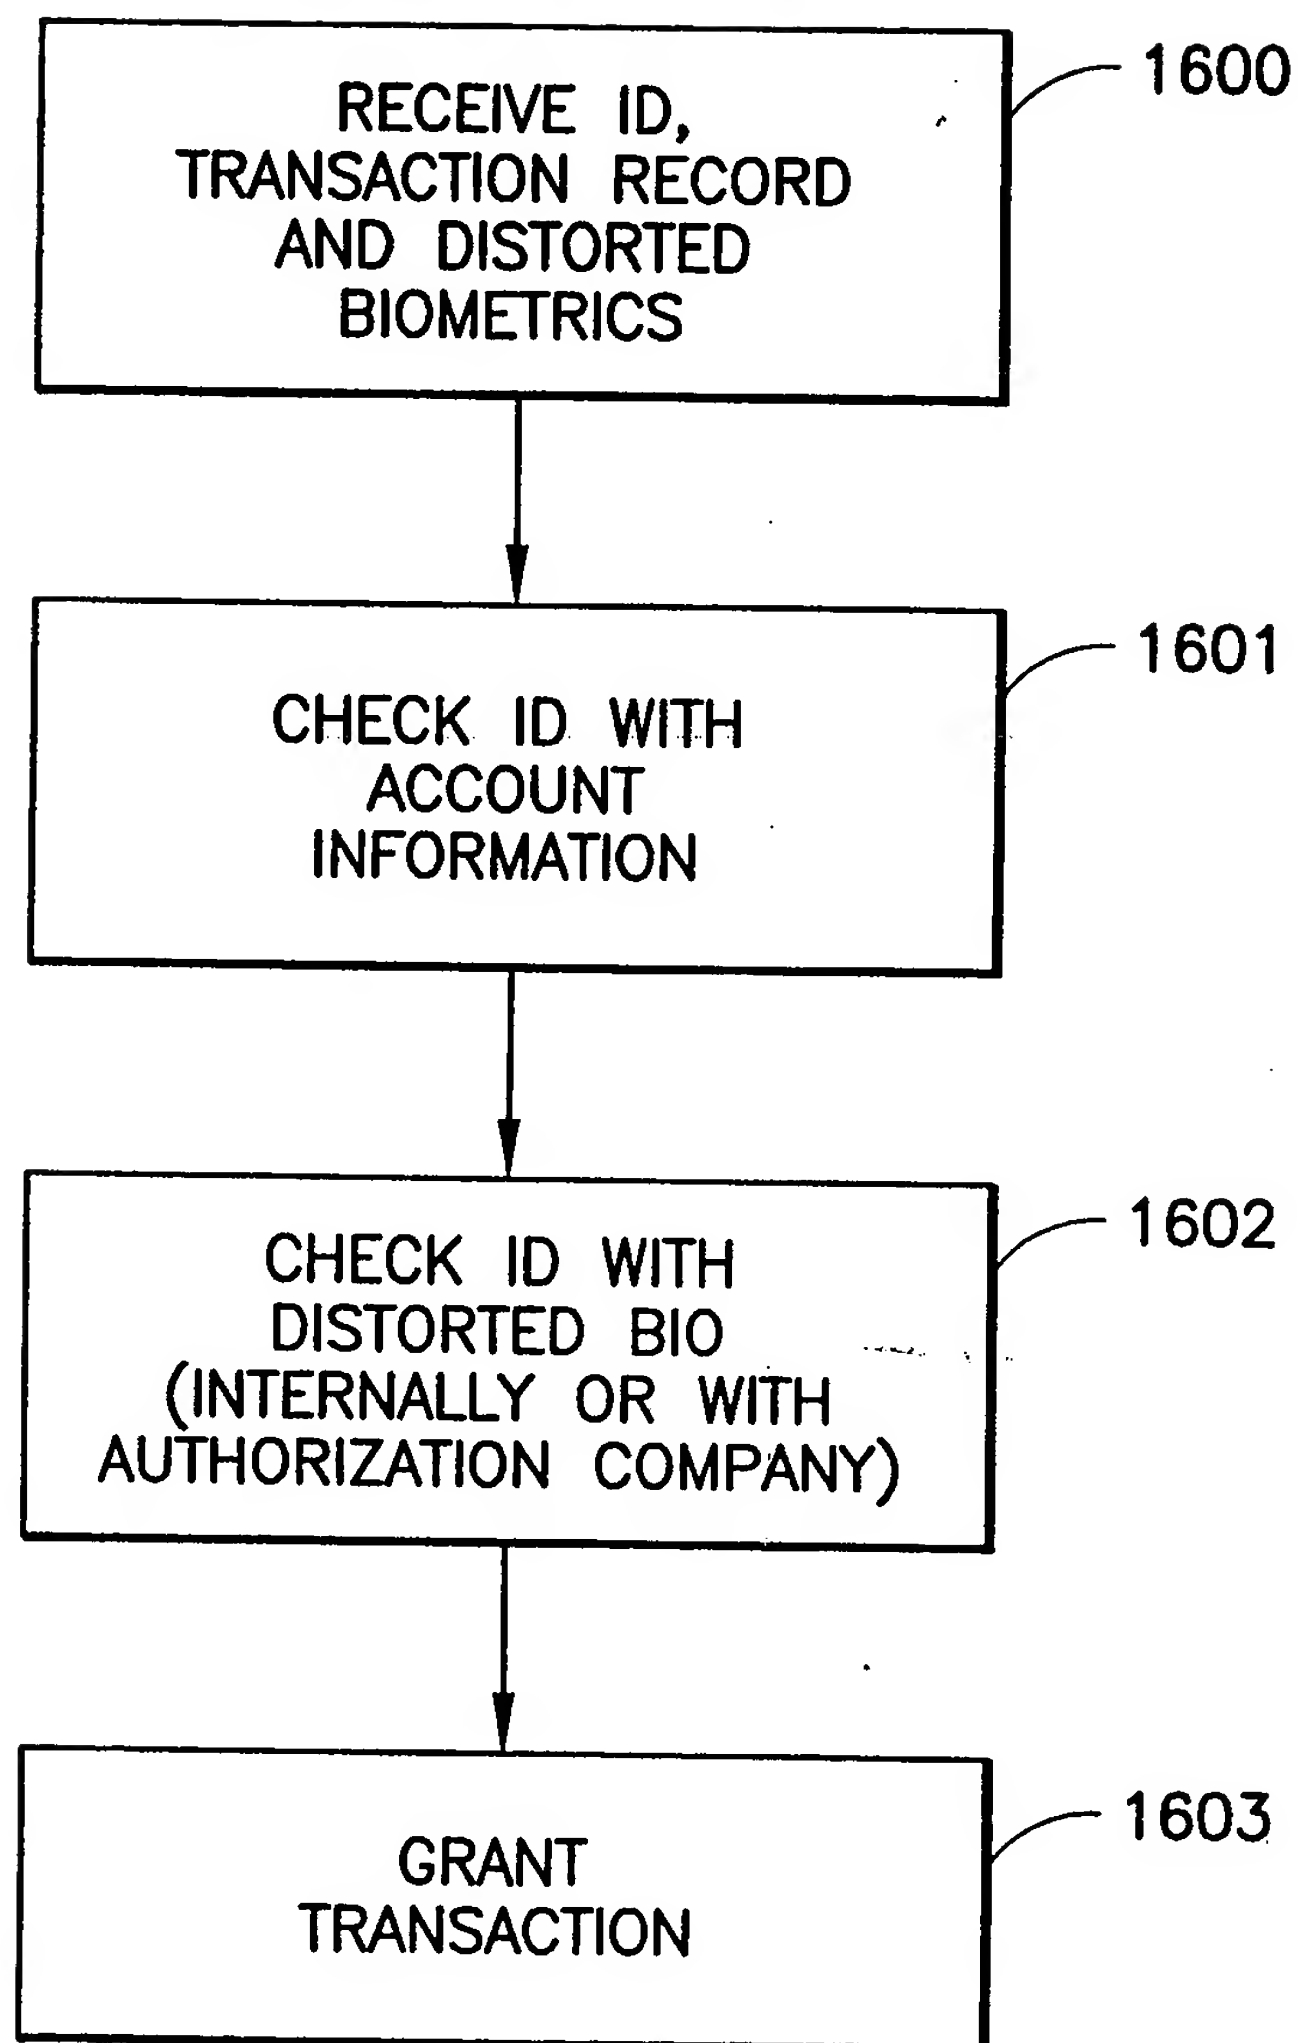 RECEIVE ID,
TRANSACTION RECORD
AND DISTORTED
BIOMETRICS
1600
CHECK ID WITH
ACCOUNT
INFORMATION
1601
CHECK ID WITH
DISTORTED BIO
(INTERNALLY OR WITH
AUTHORIZATION COMPANY)
1602
GRANT
TRANSACTION
1603